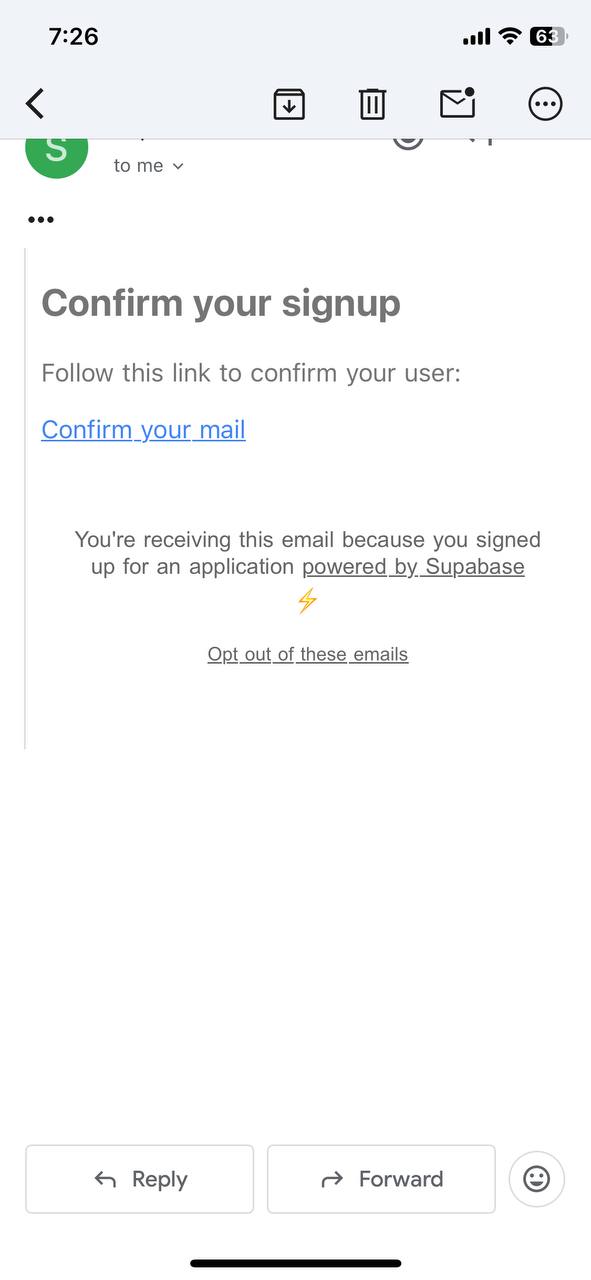 7:26
63
S
to me
Confirm your signup
Follow this link to confirm your user:
Confirm your mail
You're receiving this email because you signed
up for an application powered by Supabase
⚡
Opt out of these emails
Reply
Forward